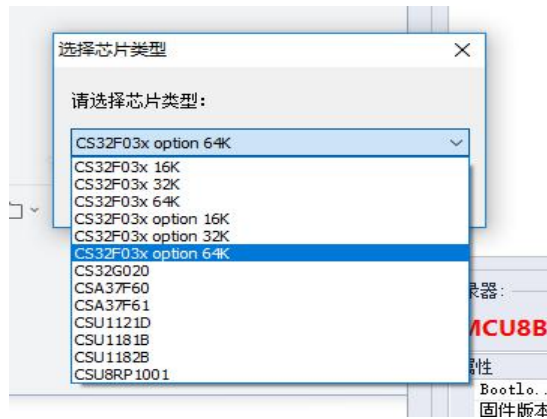 选择芯片类型
请选择芯片类型：
CS32F03x option 64K
CS32F03x 16K
CS32F03x 32K
CS32F03x 64K
CS32F03x option 16K
CS32F03x option 32K
CS32F03x option 64K
CS32G020
CSA37F60
CSA37F61
CSU1121D
CSU1181B
CSU1182B
CSU8RP1001
录器：
MCU8B
属性
Bootlo..
固件版本